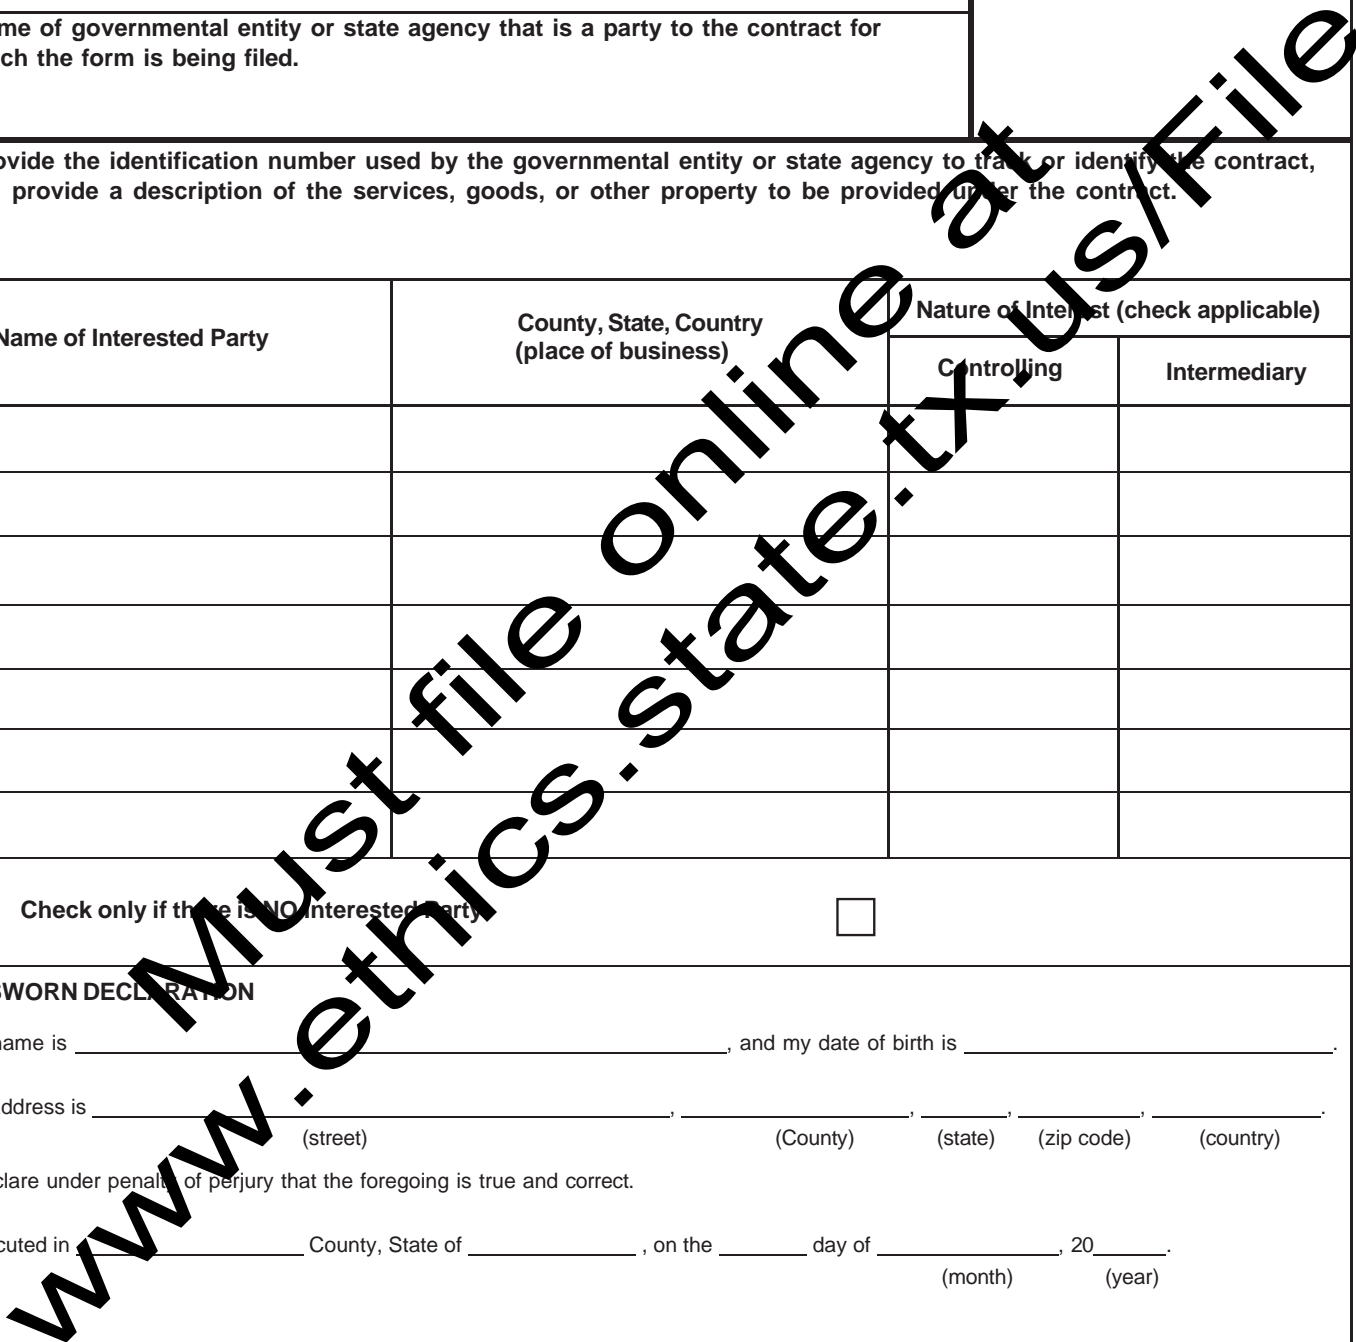 me of governmental entity or state agency that is a party to the contract for
ch the form is being filed.
ovide the identification number used by the governmental entity or state agency to track or identify the contract,
provide a description of the services, goods, or other property to be provided under the contract.
Name of Interested Party
County, State, Country
(place of business)
Nature of Interest (check applicable)
Controlling
Intermediary
Check only if there is NO Interested Party.
SWORN DECLARATION
name is , and my date of birth is .
ddress is , , , , .
(street) (County) (state) (zip code) (country)
clare under penalty of perjury that the foregoing is true and correct.
cuted in County, State of , on the day of , 20 .
(month) (year)
Must file online at
www.ethics.state.tx.us/File